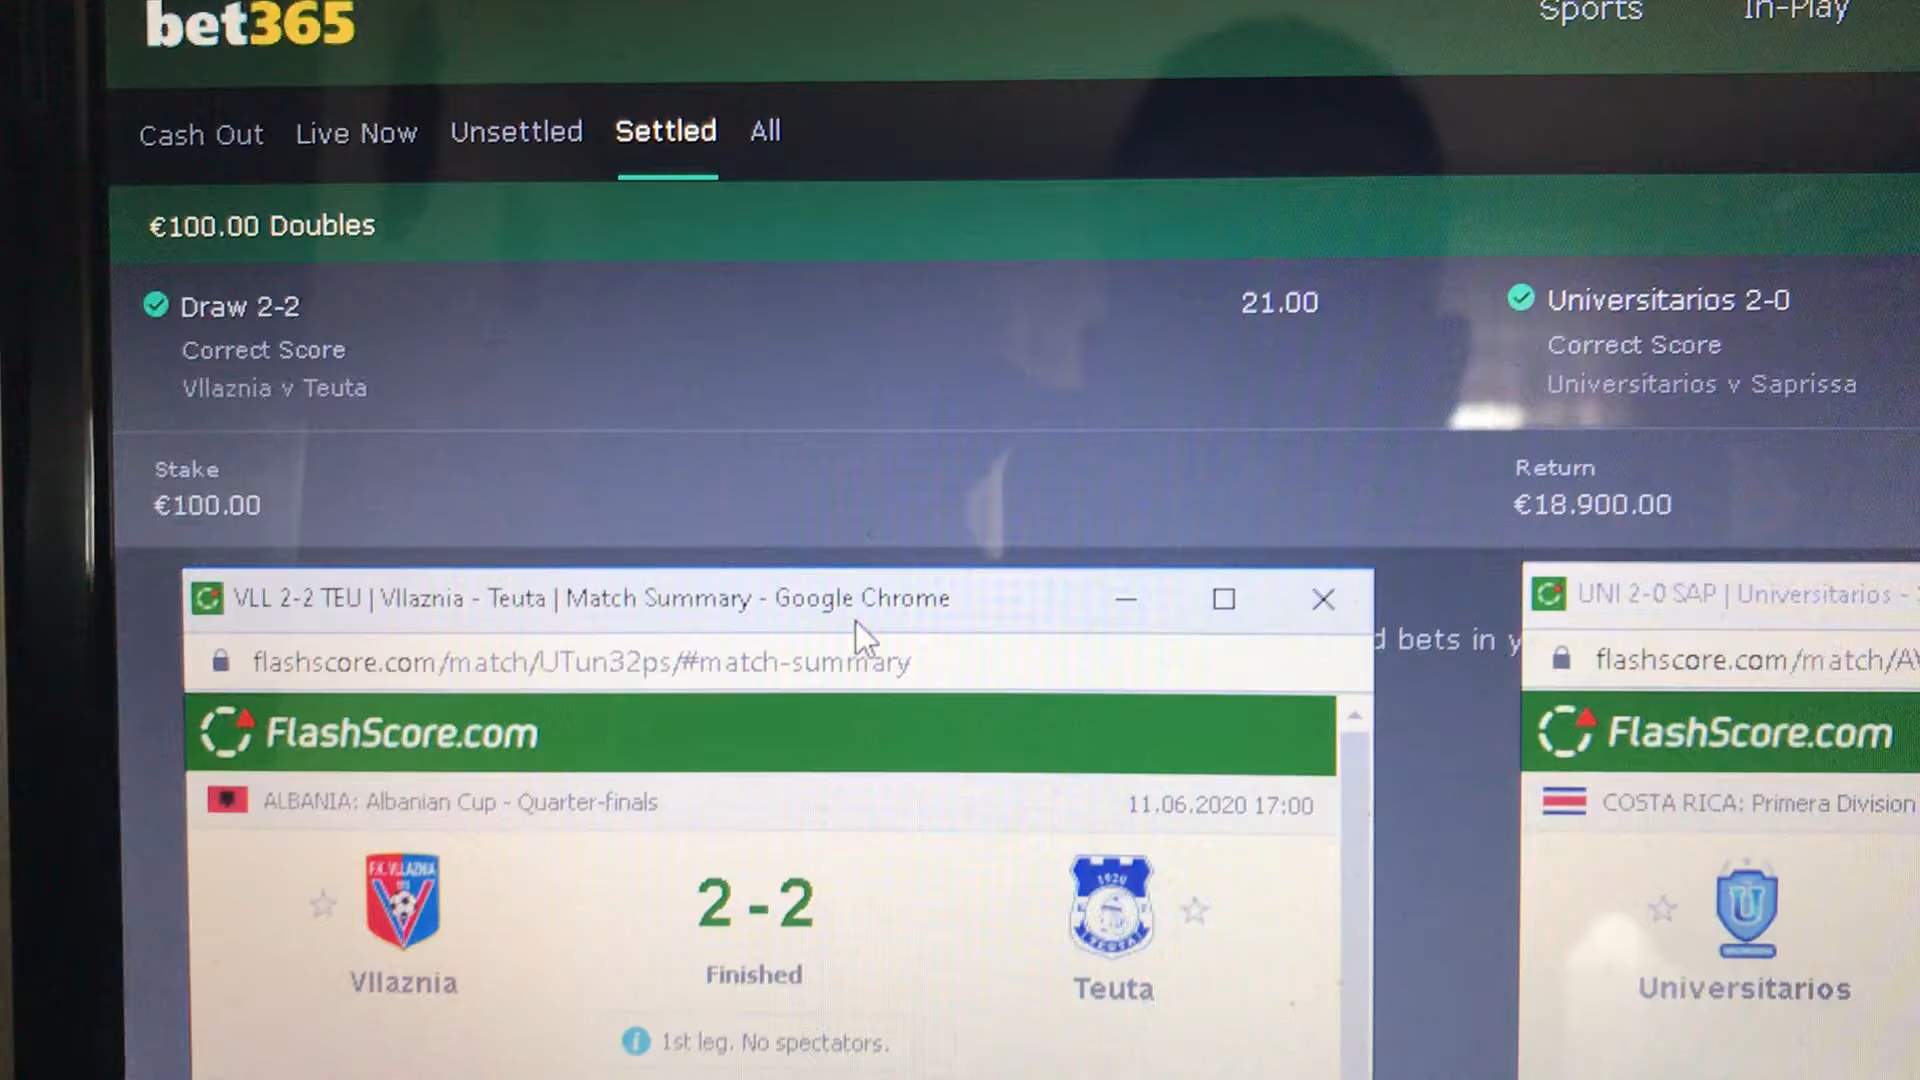 bet365
Sports
In-Play
Cash Out
Live Now
Unsettled
Settled
All
€100.00 Doubles
Draw 2-2
21.00
Correct Score
Vllaznia v Teuta
Universitarios 2-0
Correct Score
Universitarios v Saprissa
Stake
€100.00
Return
€18.900.00
d bets in y
VLL 2-2 TEU | Vllaznia - Teuta | Match Summary - Google Chrome
flashscore.com/match/UTun32ps/#match-summary
FlashScore.com
ALBANIA: Albanian Cup - Quarter-finals
11.06.2020 17:00
F.K. VLLAZNIA
2 - 2
1920
TEUTA
Vllaznia
Finished
Teuta
1st leg. No spectators.
UNI 2-0 SAP | Universitarios -
flashscore.com/match/A
FlashScore.com
COSTA RICA: Primera Division
U
Universitarios